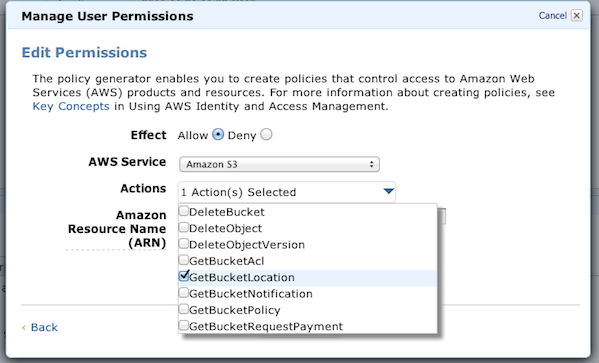 Manage User Permissions
Cancel
Edit Permissions
The policy generator enables you to create policies that control access to Amazon Web
Services (AWS) products and resources. For more information about creating policies, see
Key Concepts in Using AWS Identity and Access Management.
Effect Allow Deny
AWS Service Amazon S3
Actions 1 Action(s) Selected
Amazon
Resource Name
(ARN)
DeleteBucket
DeleteObject
DeleteObjectVersion
GetBucketAcl
GetBucketLocation
GetBucketNotification
GetBucketPolicy
GetBucketRequestPayment
‹ Back